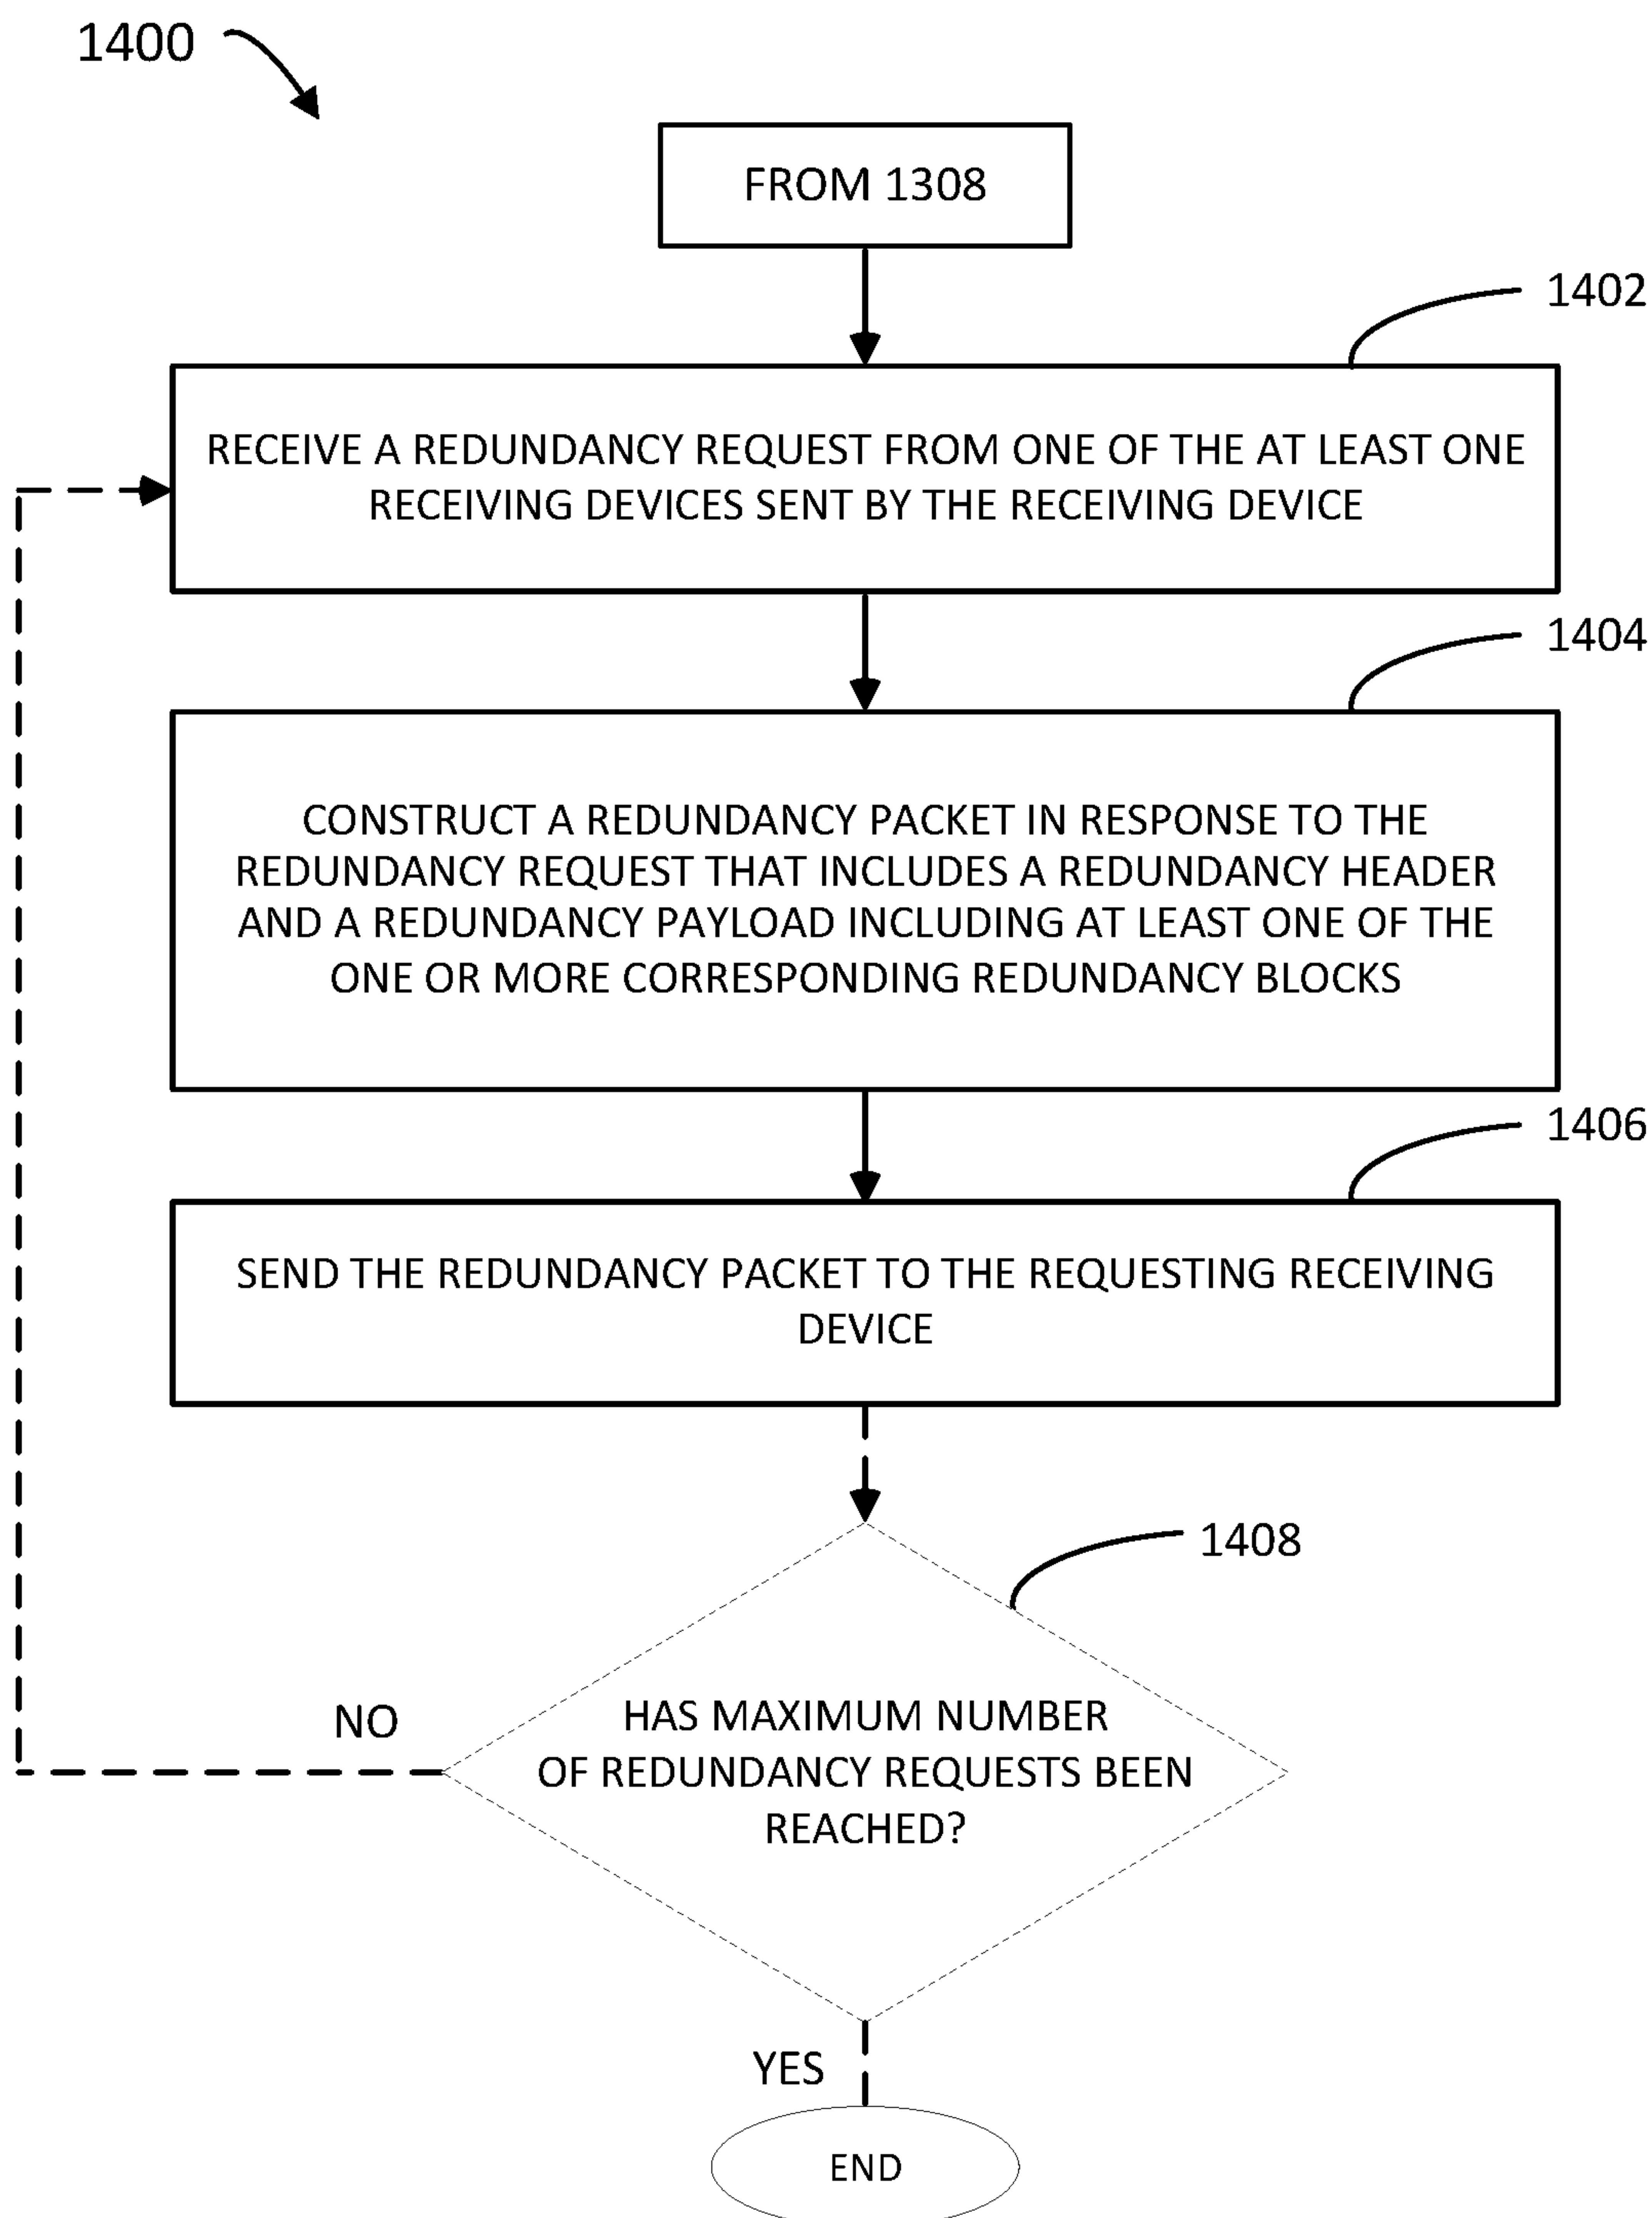 1400
FROM 1308
1402
RECEIVE A REDUNDANCY REQUEST FROM ONE OF THE AT LEAST ONE
RECEIVING DEVICES SENT BY THE RECEIVING DEVICE
1404
CONSTRUCT A REDUNDANCY PACKET IN RESPONSE TO THE
REDUNDANCY REQUEST THAT INCLUDES A REDUNDANCY HEADER
AND A REDUNDANCY PAYLOAD INCLUDING AT LEAST ONE OF THE
ONE OR MORE CORRESPONDING REDUNDANCY BLOCKS
1406
SEND THE REDUNDANCY PACKET TO THE REQUESTING RECEIVING
DEVICE
1408
NO
HAS MAXIMUM NUMBER
OF REDUNDANCY REQUESTS BEEN
REACHED?
YES
END